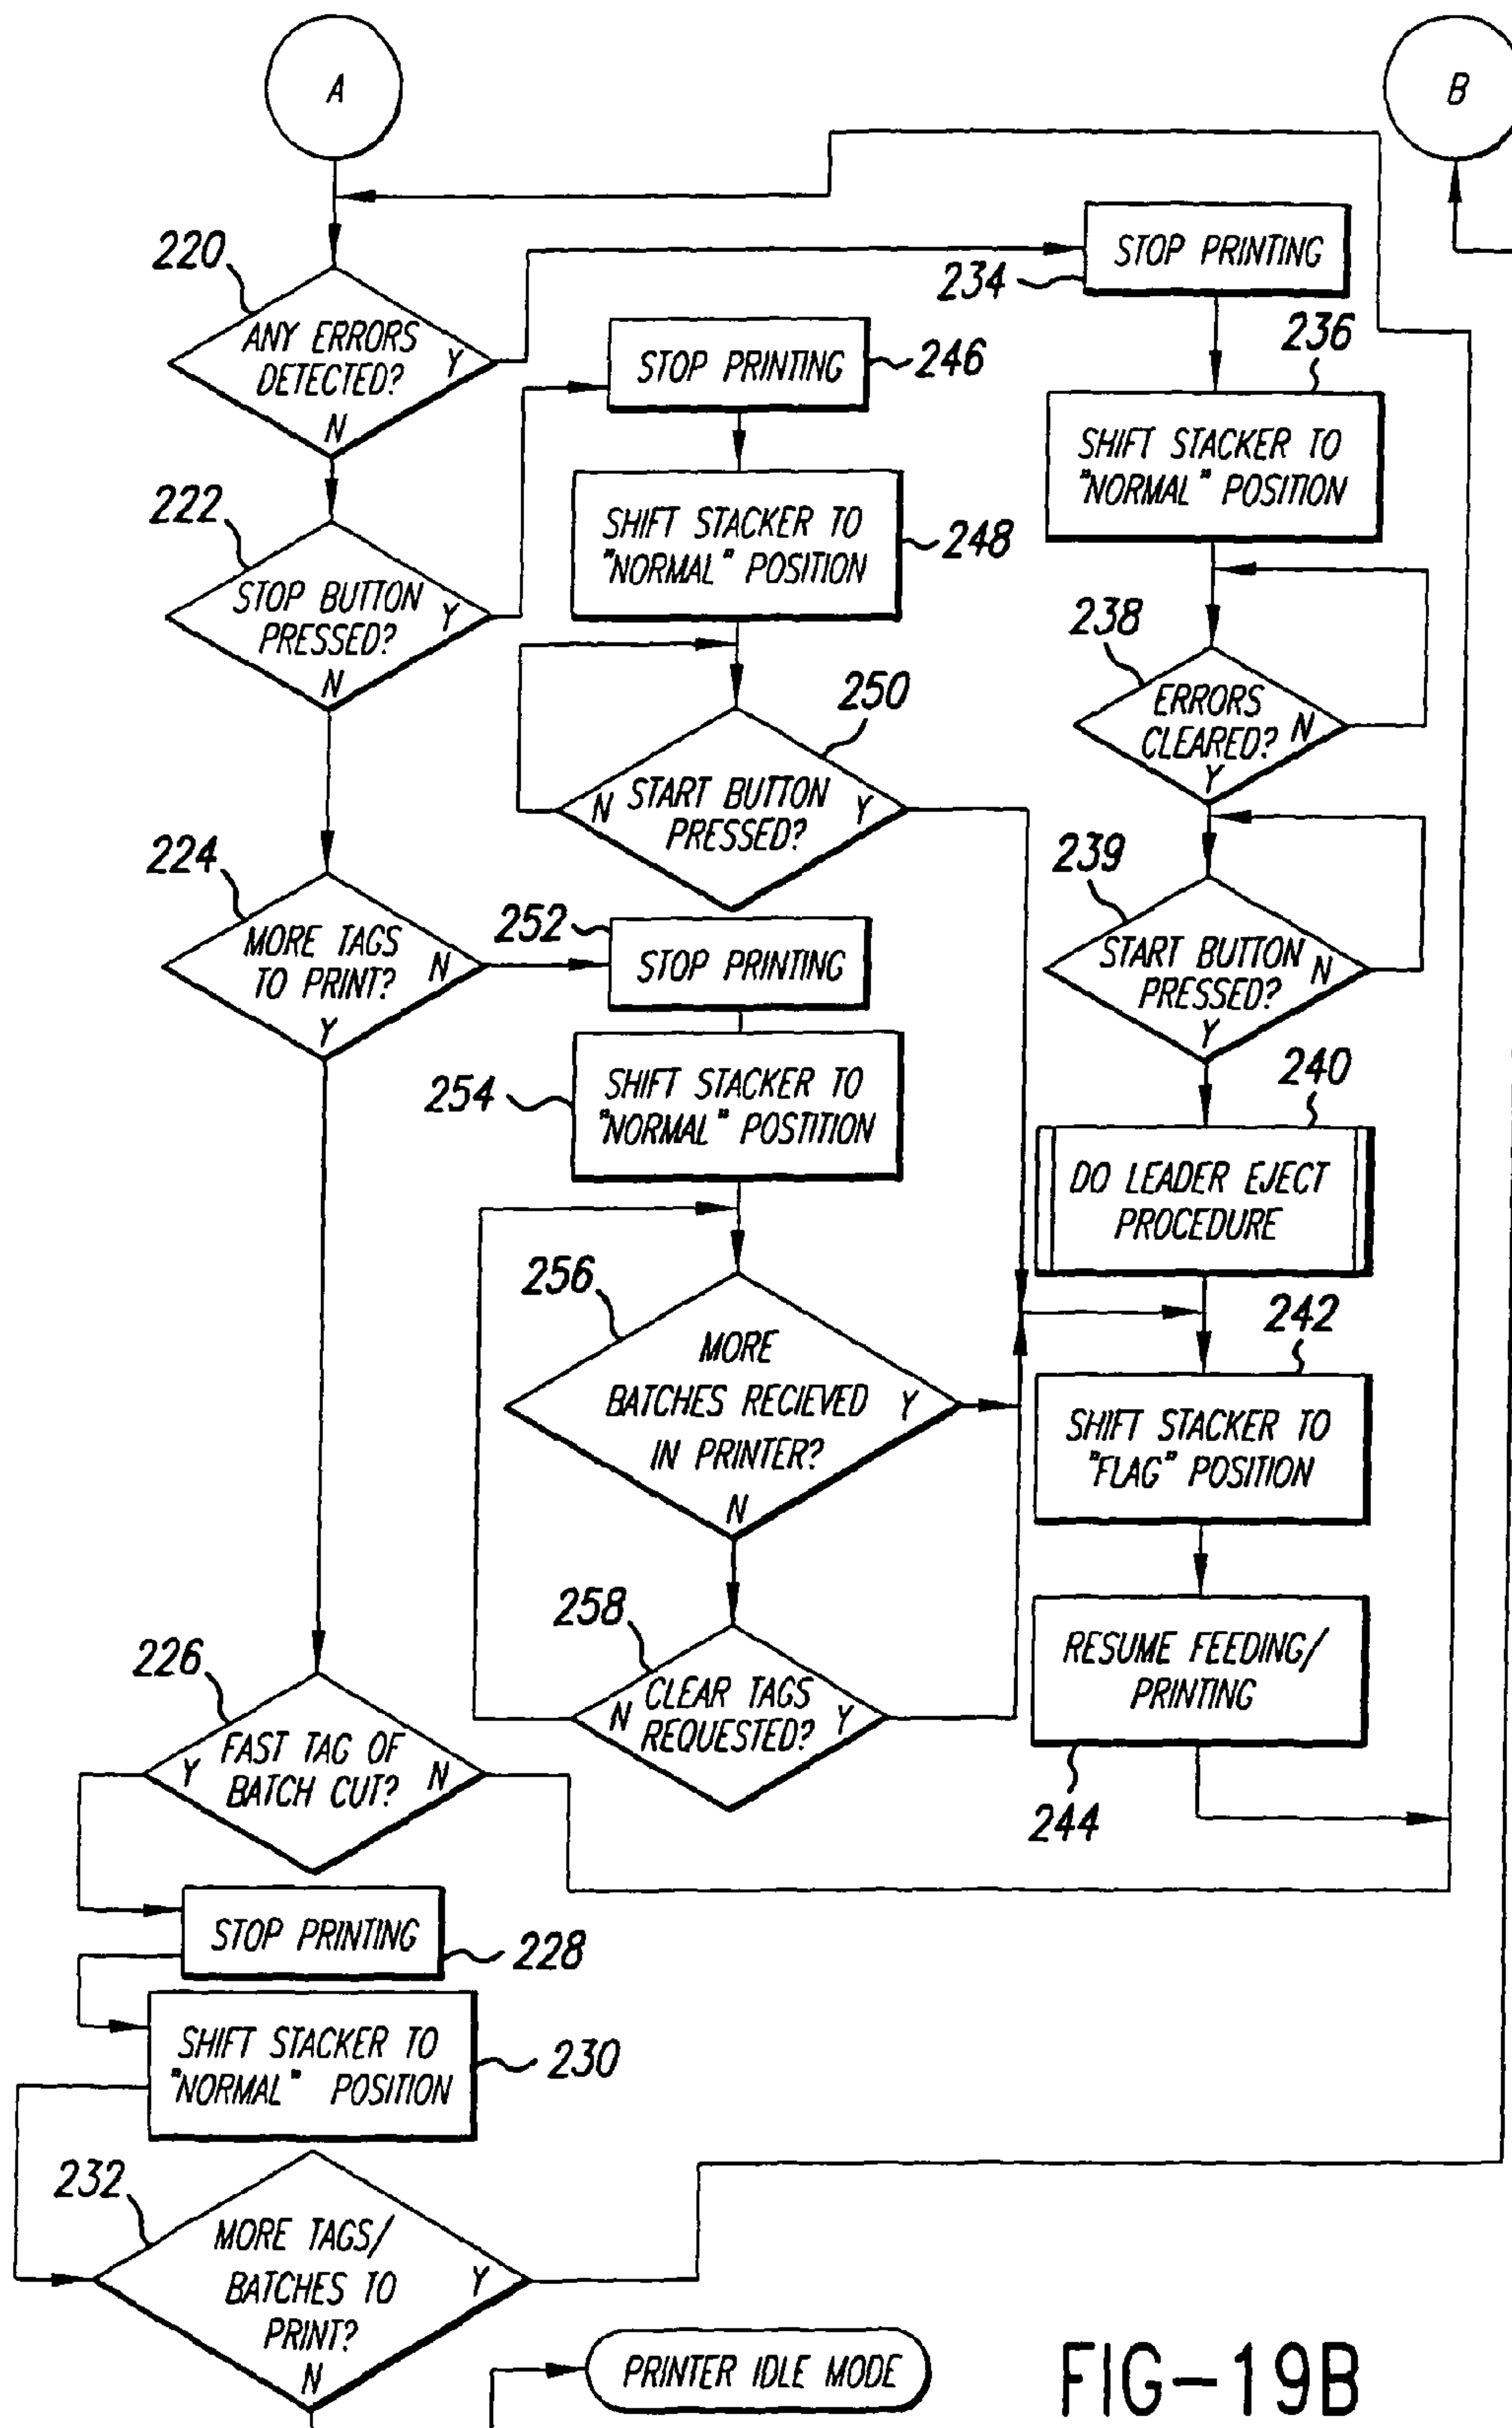 A
B
220
ANY ERRORS
DETECTED?
Y
N
STOP PRINTING
234
236
SHIFT STACKER TO
"NORMAL" POSITION
STOP PRINTING
246
222
STOP BUTTON
PRESSED?
Y
N
SHIFT STACKER TO
"NORMAL" POSITION
248
238
ERRORS
CLEARED?
N
Y
250
START BUTTON
PRESSED?
N
Y
239
START BUTTON
PRESSED?
N
Y
224
MORE TAGS
TO PRINT?
N
Y
252
STOP PRINTING
254
SHIFT STACKER TO
"NORMAL" POSTITION
240
DO LEADER EJECT
PROCEDURE
256
MORE
BATCHES RECIEVED
IN PRINTER?
Y
N
242
SHIFT STACKER TO
"FLAG" POSITION
258
CLEAR TAGS
REQUESTED?
N
Y
RESUME FEEDING/
PRINTING
244
226
FAST TAG OF
BATCH CUT?
Y
N
STOP PRINTING
228
SHIFT STACKER TO
"NORMAL" POSITION
230
232
MORE TAGS/
BATCHES TO
PRINT?
Y
N
PRINTER IDLE MODE
FIG-19B